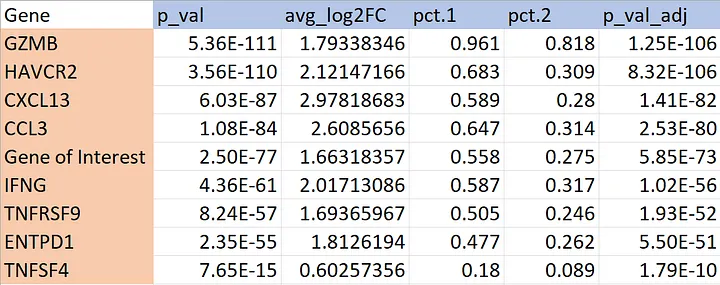 Gene p_val avg_log2FC pct.1 pct.2 p_val_adj
GZMB 5.36E-111 1.79338346 0.961 0.818 1.25E-106
HAVCR2 3.56E-110 2.12147166 0.683 0.309 8.32E-106
CXCL13 6.03E-87 2.97818683 0.589 0.28 1.41E-82
CCL3 1.08E-84 2.6085656 0.647 0.314 2.53E-80
Gene of Interest 2.50E-77 1.66318357 0.558 0.275 5.85E-73
IFNG 4.36E-61 2.01713086 0.587 0.317 1.02E-56
TNFRSF9 8.24E-57 1.69365967 0.505 0.246 1.93E-52
ENTPD1 2.35E-55 1.8126194 0.477 0.262 5.50E-51
TNFSF4 7.65E-15 0.60257356 0.18 0.089 1.79E-10